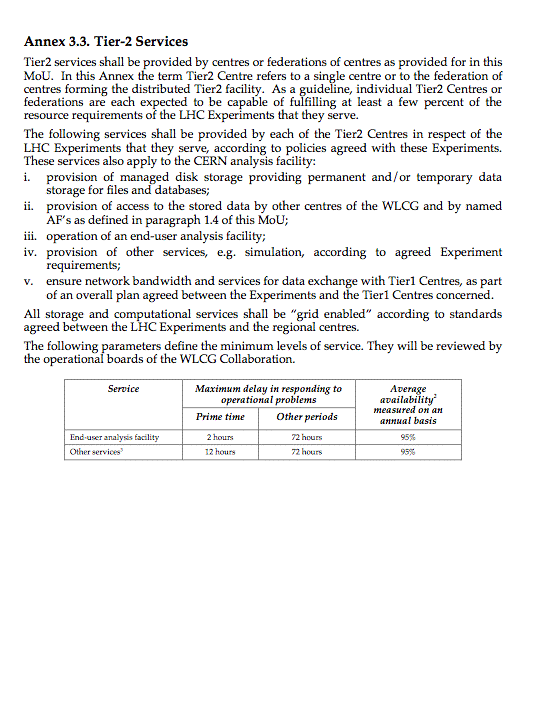 Annex 3.3. Tier-2 Services
Tier2 services shall be provided by centres or federations of centres as provided for in this
MoU. In this Annex the term Tier2 Centre refers to a single centre or to the federation of
centres forming the distributed Tier2 facility. As a guideline, individual Tier2 Centres or
federations are each expected to be capable of fulfilling at least a few percent of the
resource requirements of the LHC Experiments that they serve.
The following services shall be provided by each of the Tier2 Centres in respect of the
LHC Experiments that they serve, according to policies agreed with these Experiments.
These services also apply to the CERN analysis facility:
i. provision of managed disk storage providing permanent and/or temporary data
storage for files and databases;
ii. provision of access to the stored data by other centres of the WLCG and by named
AF's as defined in paragraph 1.4 of this MoU;
iii. operation of an end-user analysis facility;
iv. provision of other services, e.g. simulation, according to agreed Experiment
requirements;
v. ensure network bandwidth and services for data exchange with Tier1 Centres, as part
of an overall plan agreed between the Experiments and the Tier1 Centres concerned.
All storage and computational services shall be "grid enabled" according to standards
agreed between the LHC Experiments and the regional centres.
The following parameters define the minimum levels of service. They will be reviewed by
the operational boards of the WLCG Collaboration.
Service
Maximum delay in responding to
operational problems
Average
availability²
measured on an
annual basis
Prime time
Other periods
End-user analysis facility 2 hours 72 hours 95%
Other services³ 12 hours 72 hours 95%